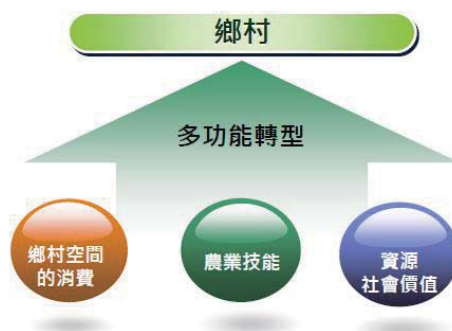 鄉村
多功能轉型
鄉村空間
的消費
農業技能
資源
社會價值